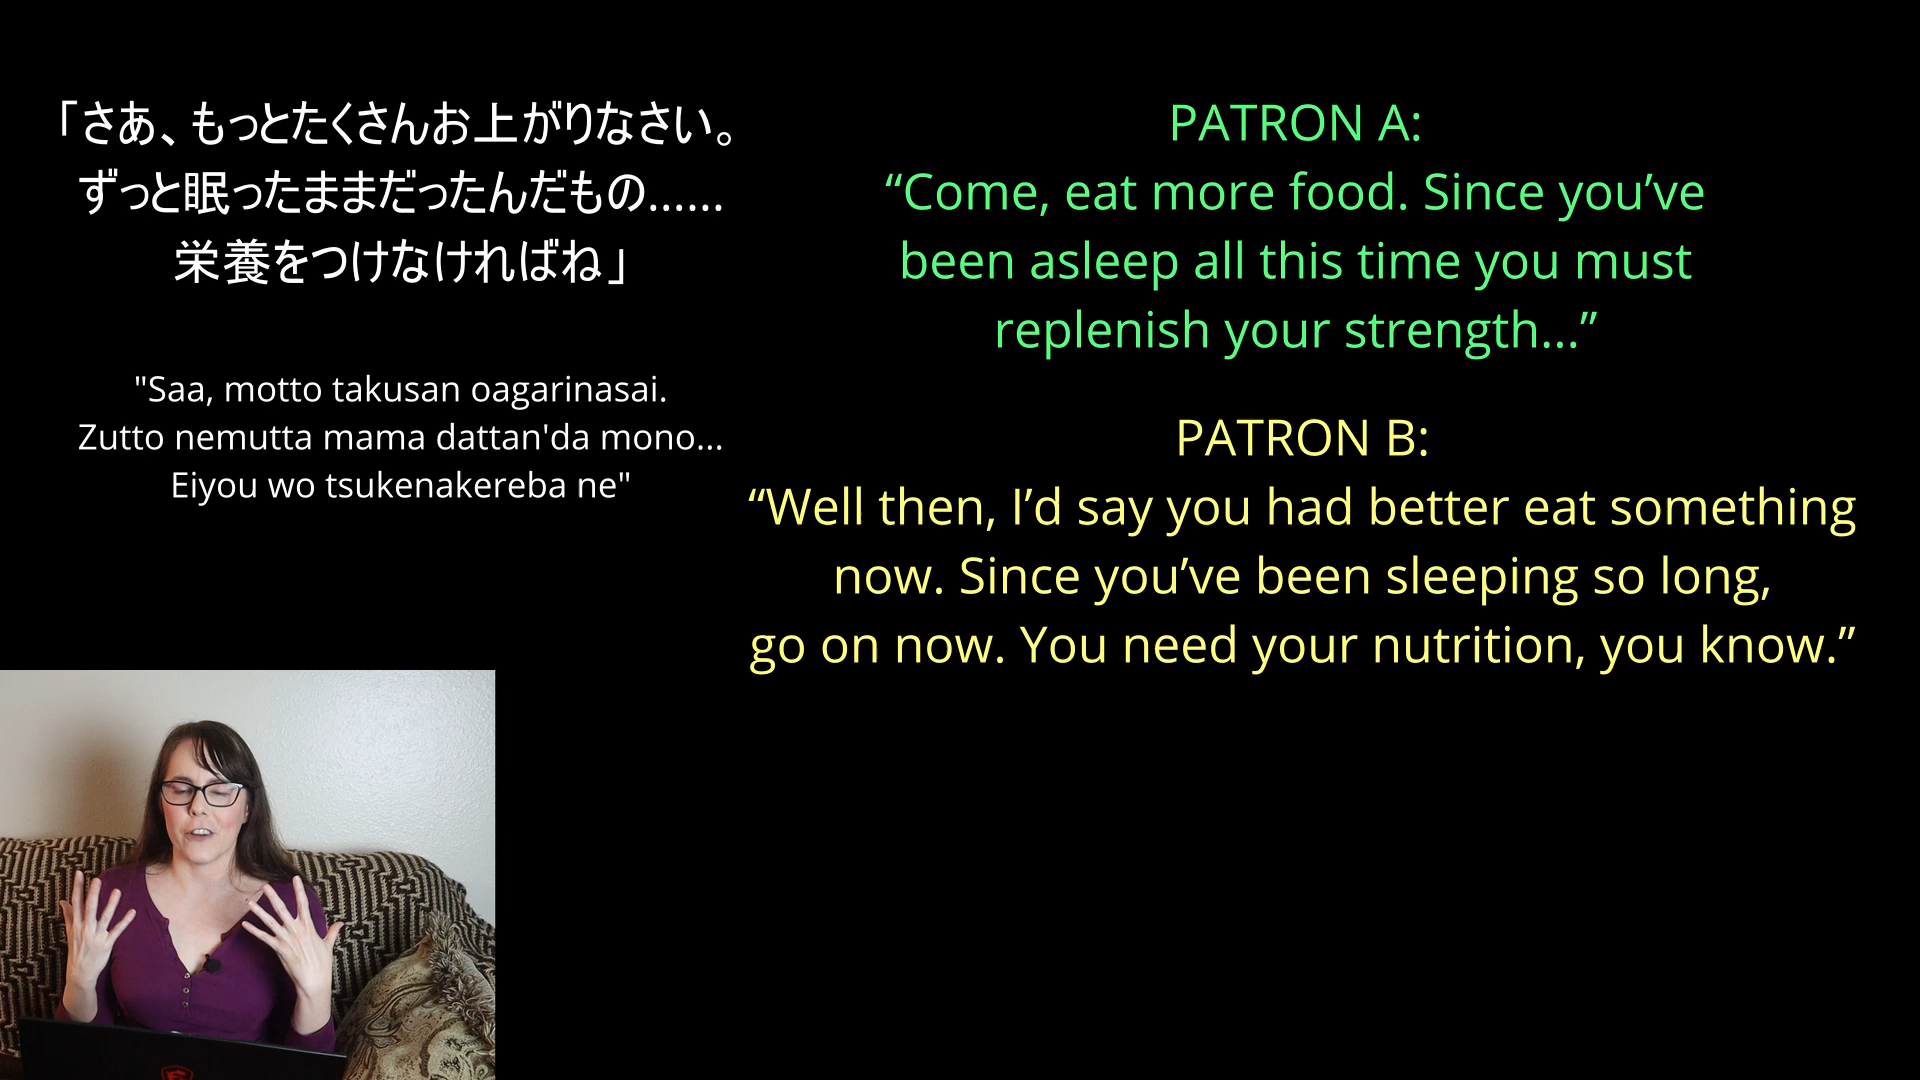 「さあ、もっとたくさんお上がりなさい。
ずっと眠ったままだったんだもの……
栄養をつけなければね」
"Saa, motto takusan oagarinasai.
Zutto nemutta mama dattan'da mono...
Eiyou wo tsukenakereba ne"
PATRON A:
“Come, eat more food. Since you’ve
been asleep all this time you must
replenish your strength...”
PATRON B:
“Well then, I’d say you had better eat something
now. Since you’ve been sleeping so long,
go on now. You need your nutrition, you know.”